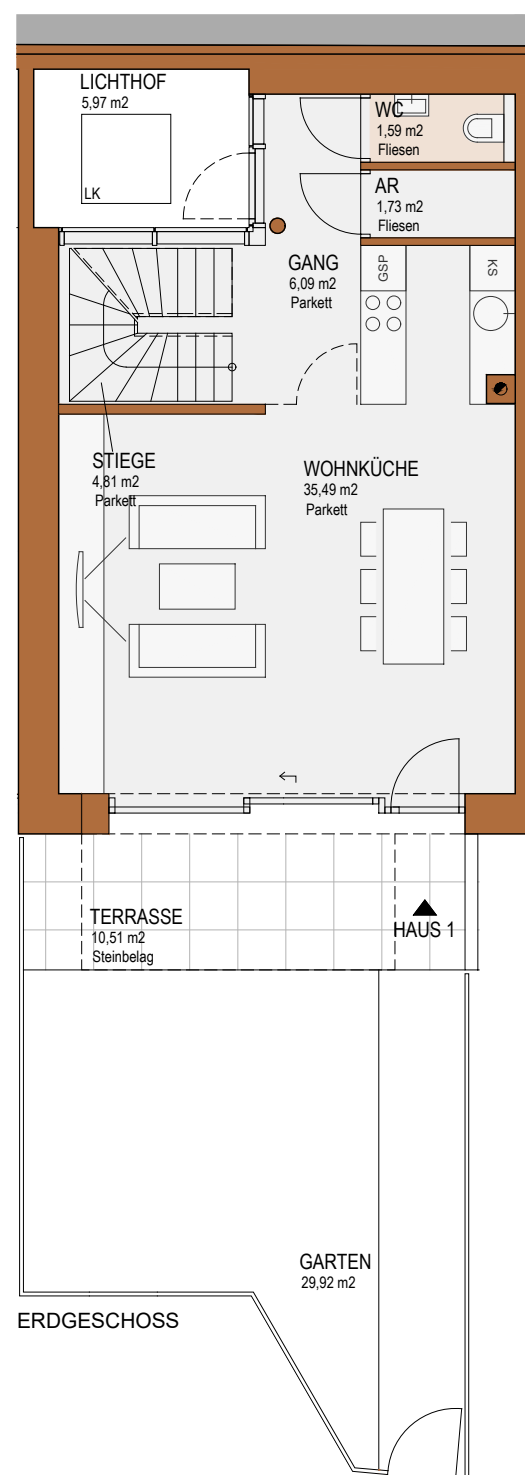 LICHTHOF
5,97 m2
LK
WC
1,59 m2
Fliesen
AR
1,73 m2
Fliesen
GANG
6,09 m2
Parkett
GSP
KS
STIEGE
4,81 m2
Parkett
WOHNKÜCHE
35,49 m2
Parkett
TERRASSE
10,51 m2
Steinbelag
HAUS 1
GARTEN
29,92 m2
ERDGESCHOSS